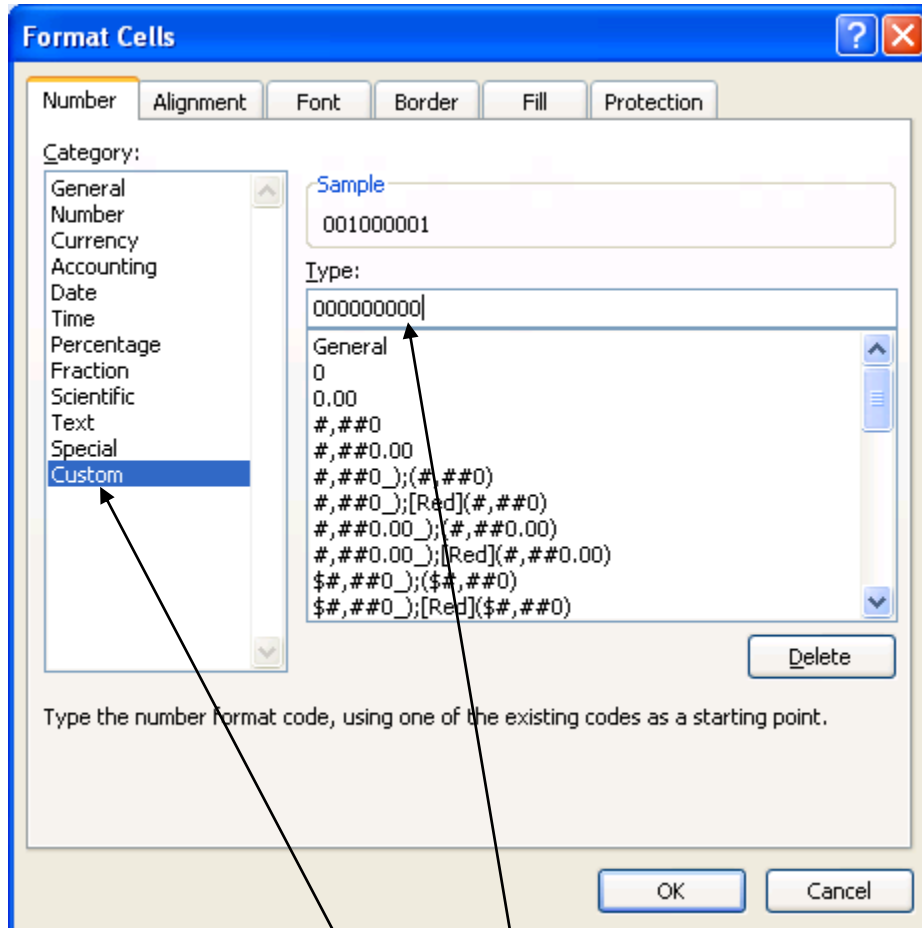 Format Cells
Number Alignment Font Border Fill Protection
Category:
General
Number
Currency
Accounting
Date
Time
Percentage
Fraction
Scientific
Text
Special
Custom
Sample
001000001
Type:
000000000
General
0
0.00
#,##0
#,##0.00
#,##0_);(#,##0)
#,##0_);[Red](#,##0)
#,##0.00_);(#,##0.00)
#,##0.00_);[Red](#,##0.00)
$#,##0_);($#,##0)
$#,##0_);[Red]($#,##0)
Delete
Type the number format code, using one of the existing codes as a starting point.
OK Cancel